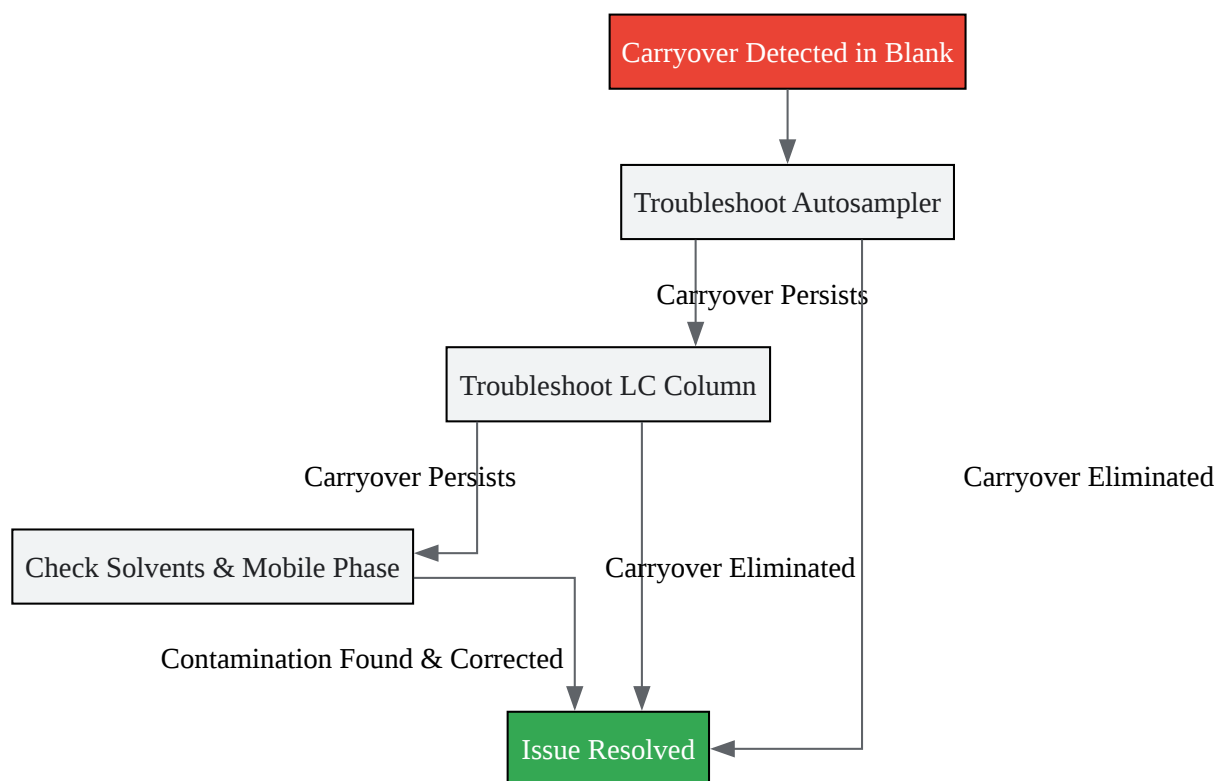 Carryover Detected in Blank
Troubleshoot Autosampler
Carryover Persists
Troubleshoot LC Column
Carryover Persists
Carryover Eliminated
Check Solvents & Mobile Phase
Carryover Eliminated
Contamination Found & Corrected
Issue Resolved